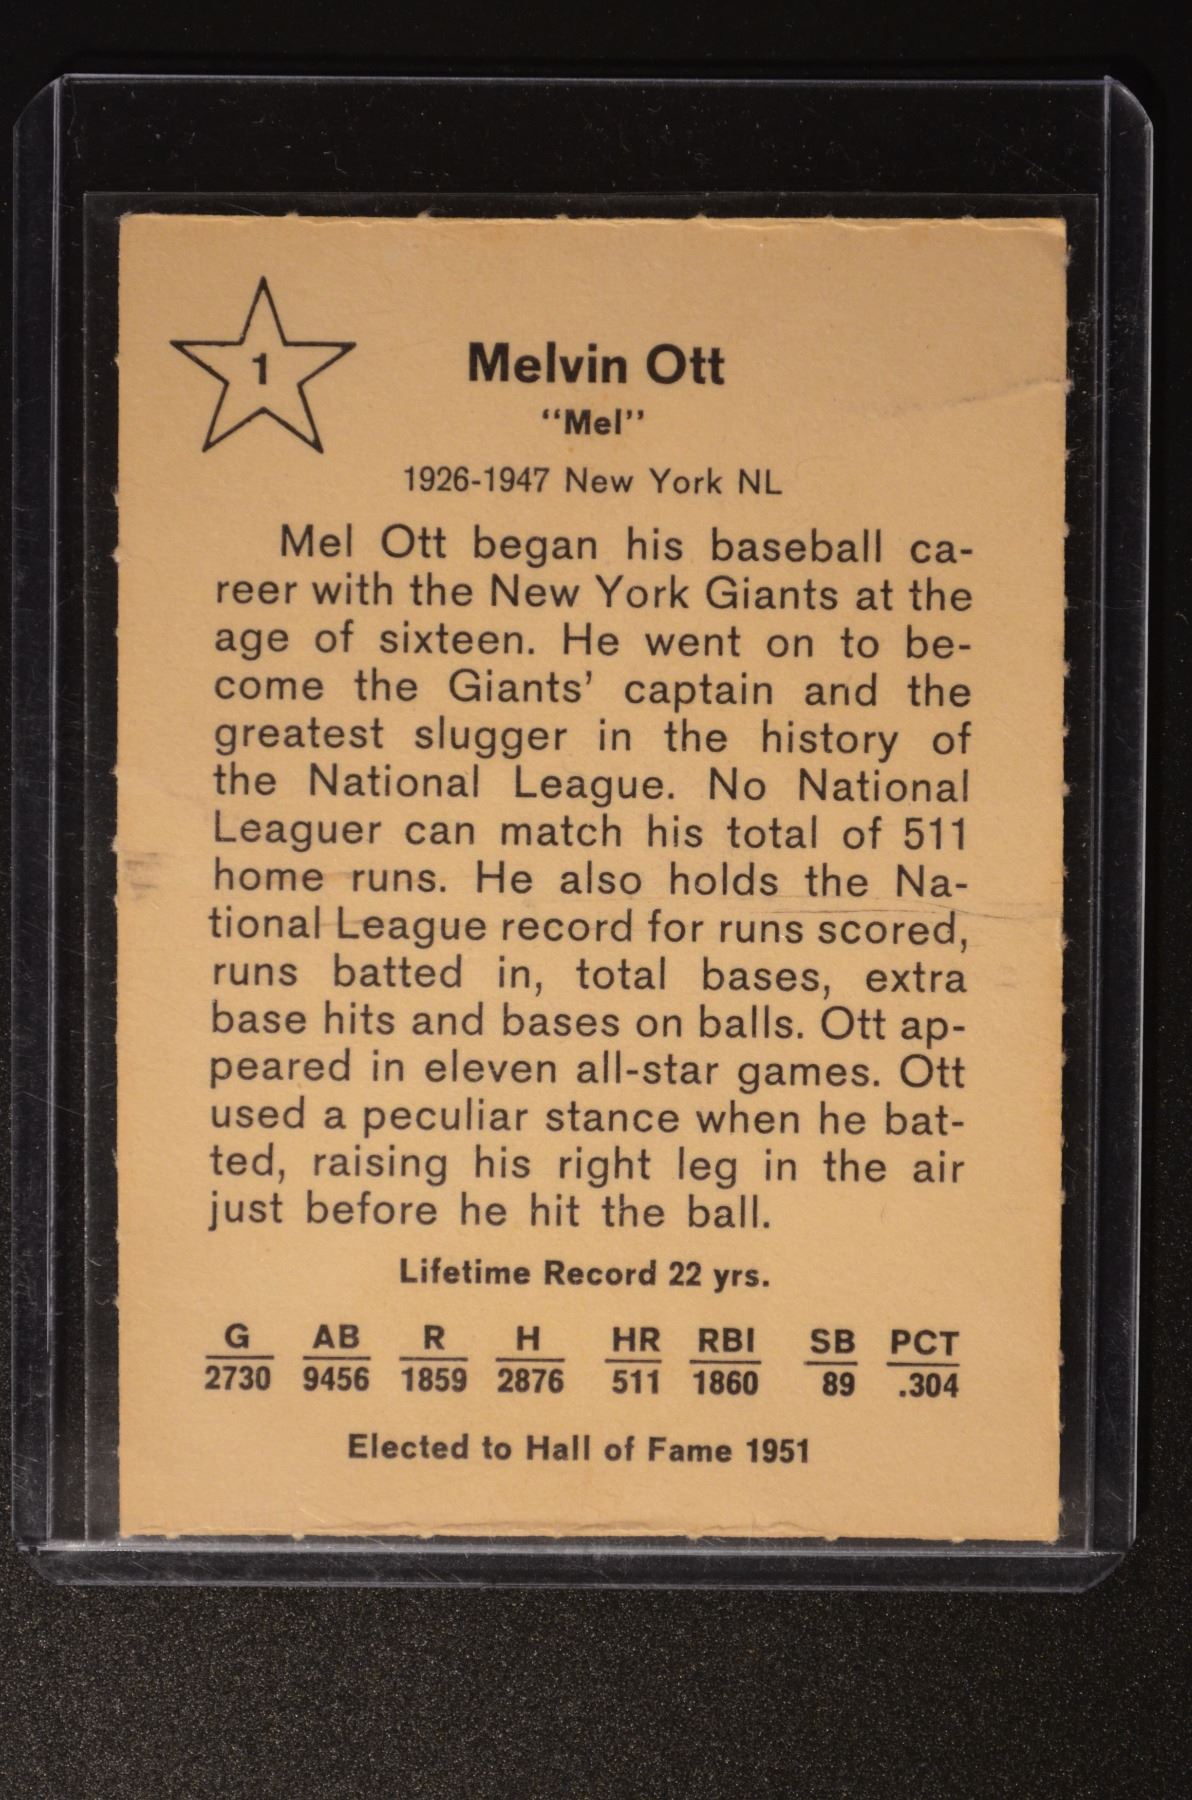 1
Melvin Ott
“Mel”
1926-1947 New York NL
Mel Ott began his baseball ca-
reer with the New York Giants at the
age of sixteen. He went on to be-
come the Giants’ captain and the
greatest slugger in the history of
the National League. No National
Leaguer can match his total of 511
home runs. He also holds the Na-
tional League record for runs scored,
runs batted in, total bases, extra
base hits and bases on balls. Ott ap-
peared in eleven all-star games. Ott
used a peculiar stance when he bat-
ted, raising his right leg in the air
just before he hit the ball.
Lifetime Record 22 yrs.
G AB R H HR RBI SB PCT
2730 9456 1859 2876 511 1860 89 .304
Elected to Hall of Fame 1951